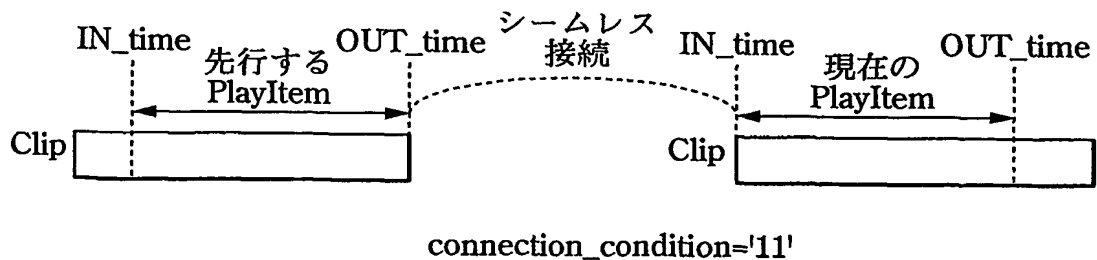 IN_time
先行する
PlayItem
OUT_time
シームレス
接続
IN_time
現在の
PlayItem
OUT_time
Clip
Clip
connection_condition='11'